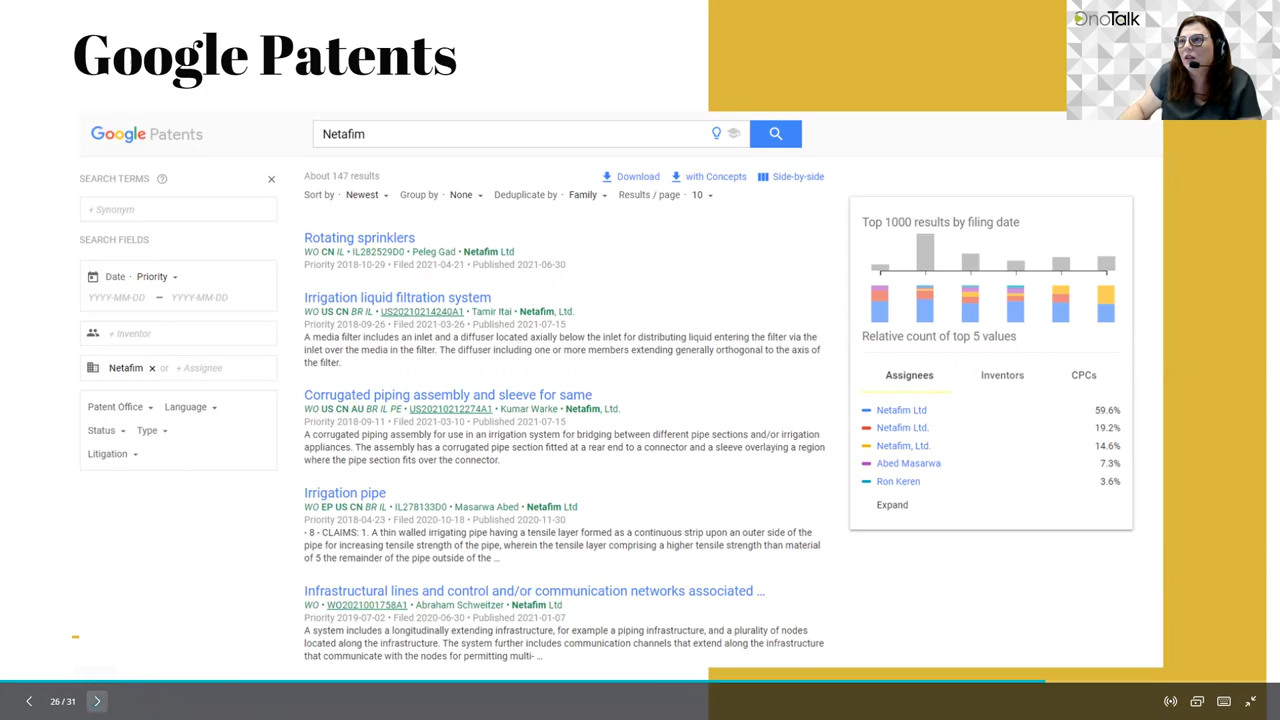 Google Patents
OnoTalk
Google Patents
Netafim
SEARCH TERMS
+ Synonym
SEARCH FIELDS
Date · Priority
YYYY-MM-DD – YYYY-MM-DD
+ Inventor
Netafim × or + Assignee
Patent Office Language
Status Type
Litigation
About 147 results
Download with Concepts Side-by-side
Sort by · Newest Group by · None Deduplicate by · Family Results / page · 10
Rotating sprinklers
WO CN IL • IL282529D0 • Peleg Gad • Netafim Ltd
Priority 2018-10-29 • Filed 2021-04-21 • Published 2021-06-30
Irrigation liquid filtration system
WO US CN BR IL • US20210214240A1 • Tamir Itai • Netafim, Ltd.
Priority 2018-09-26 • Filed 2021-03-26 • Published 2021-07-15
A media filter includes an inlet and a diffuser located axially below the inlet for distributing liquid entering the filter via the
inlet over the media in the filter. The diffuser including one or more members extending generally orthogonal to the axis of
the filter.
Corrugated piping assembly and sleeve for same
WO US CN AU BR IL PE • US20210212274A1 • Kumar Warke • Netafim, Ltd.
Priority 2018-09-11 • Filed 2021-03-10 • Published 2021-07-15
A corrugated piping assembly for use in an irrigation system for bridging between different pipe sections and/or irrigation
appliances. The assembly has a corrugated pipe section fitted at a rear end to a connector and a sleeve overlaying a region
where the pipe section fits over the connector.
Irrigation pipe
WO EP US CN BR IL • IL278133D0 • Masarwa Abed • Netafim Ltd
Priority 2018-04-23 • Filed 2020-10-18 • Published 2020-11-30
- 8 - CLAIMS: 1. A thin walled irrigating pipe having a tensile layer formed as a continuous strip upon an outer side of the
pipe for increasing tensile strength of the pipe, wherein the tensile layer comprising a higher tensile strength than material
of 5 the remainder of the pipe outside of the ...
Infrastructural lines and control and/or communication networks associated ...
WO • WO2021001758A1 • Abraham Schweitzer • Netafim Ltd
Priority 2019-07-02 • Filed 2020-06-30 • Published 2021-01-07
A system includes a longitudinally extending infrastructure, for example a piping infrastructure, and a plurality of nodes
located along the infrastructure. The system further includes communication channels that extend along the infrastructure
that communicate with the nodes for permitting multi- ...
Top 1000 results by filing date
Relative count of top 5 values
Assignees Inventors CPCs
Netafim Ltd 59.6%
Netafim Ltd. 19.2%
Netafim, Ltd. 14.6%
Abed Masarwa 7.3%
Ron Keren 3.6%
Expand
26 / 31